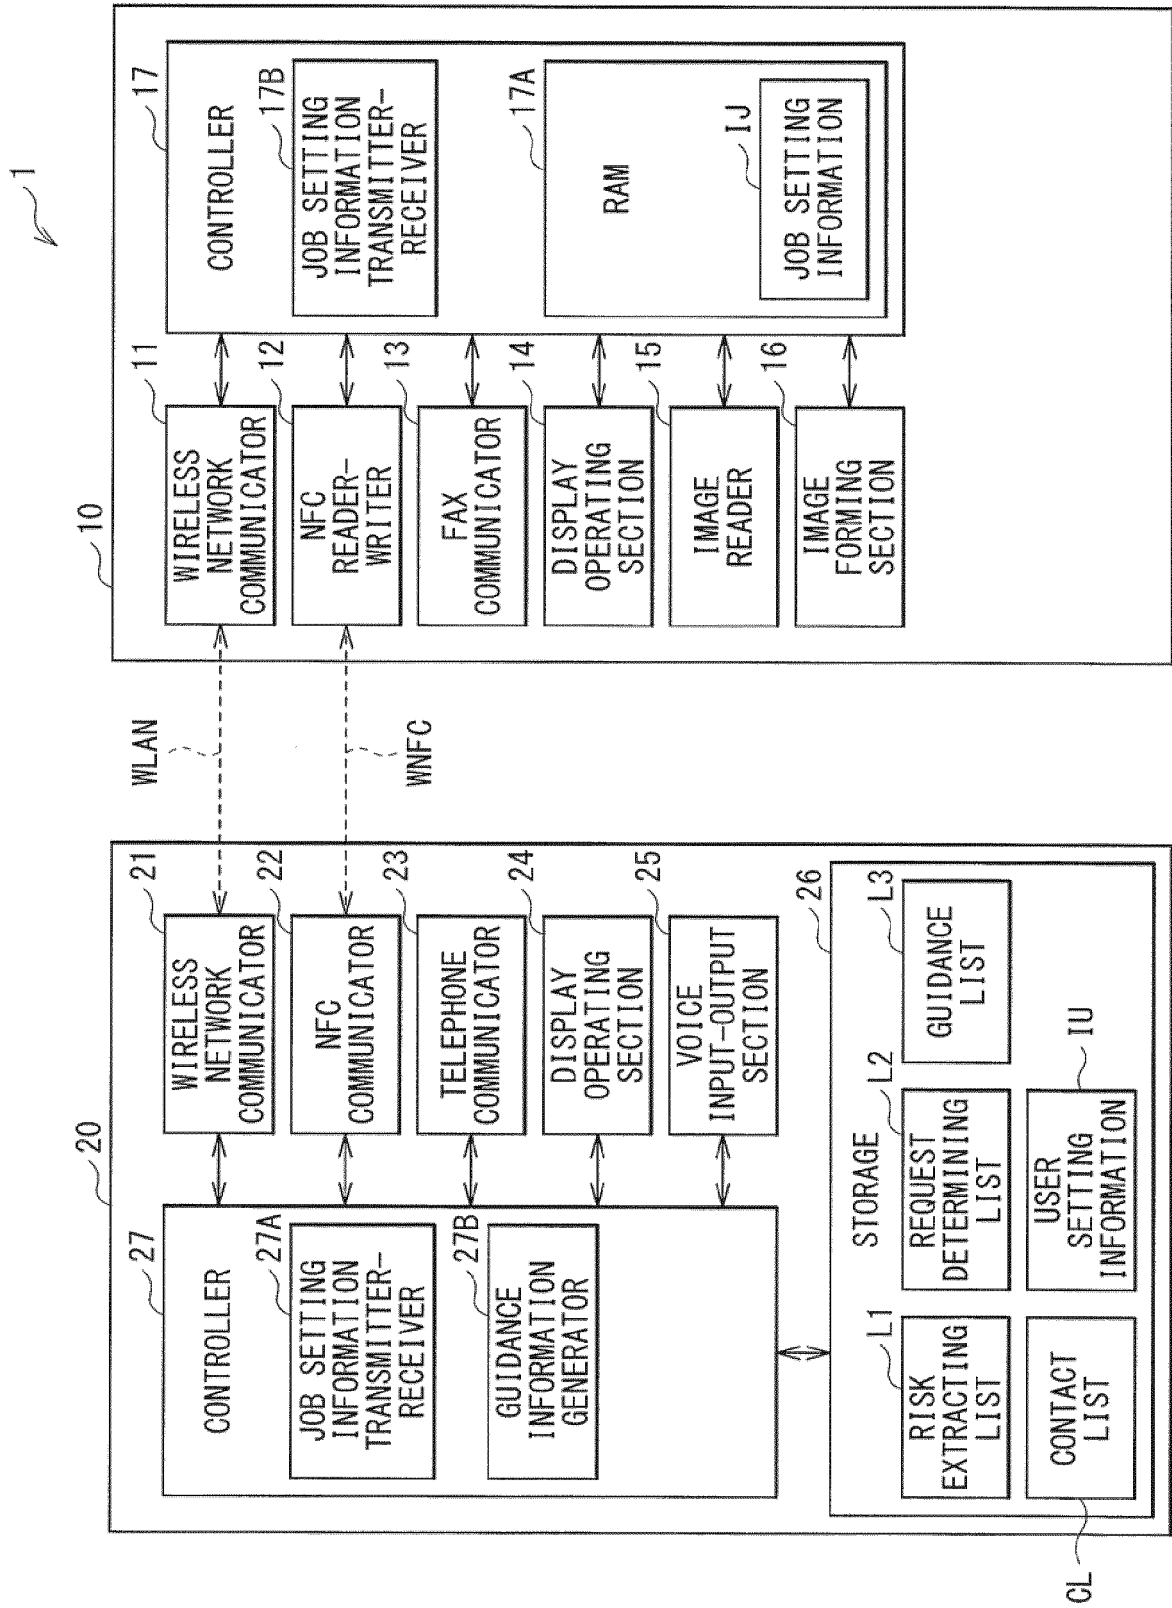 1
20
27
CONTROLLER
27A
JOB SETTING
INFORMATION
TRANSMITTER-
RECEIVER
27B
GUIDANCE
INFORMATION
GENERATOR
21
WIRELESS
NETWORK
COMMUNICATOR
22
NFC
COMMUNICATOR
23
TELEPHONE
COMMUNICATOR
24
DISPLAY
OPERATING
SECTION
25
VOICE
INPUT-OUTPUT
SECTION
26
STORAGE
L1
RISK
EXTRACTING
LIST
L2
REQUEST
DETERMINING
LIST
L3
GUIDANCE
LIST
CL
CONTACT
LIST
IU
USER
SETTING
INFORMATION
WLAN
WNFC
10
11
WIRELESS
NETWORK
COMMUNICATOR
12
NFC
READER-
WRITER
13
FAX
COMMUNICATOR
14
DISPLAY
OPERATING
SECTION
15
IMAGE
READER
16
IMAGE
FORMING
SECTION
17
CONTROLLER
17B
JOB SETTING
INFORMATION
TRANSMITTER-
RECEIVER
17A
RAM
IJ
JOB SETTING
INFORMATION